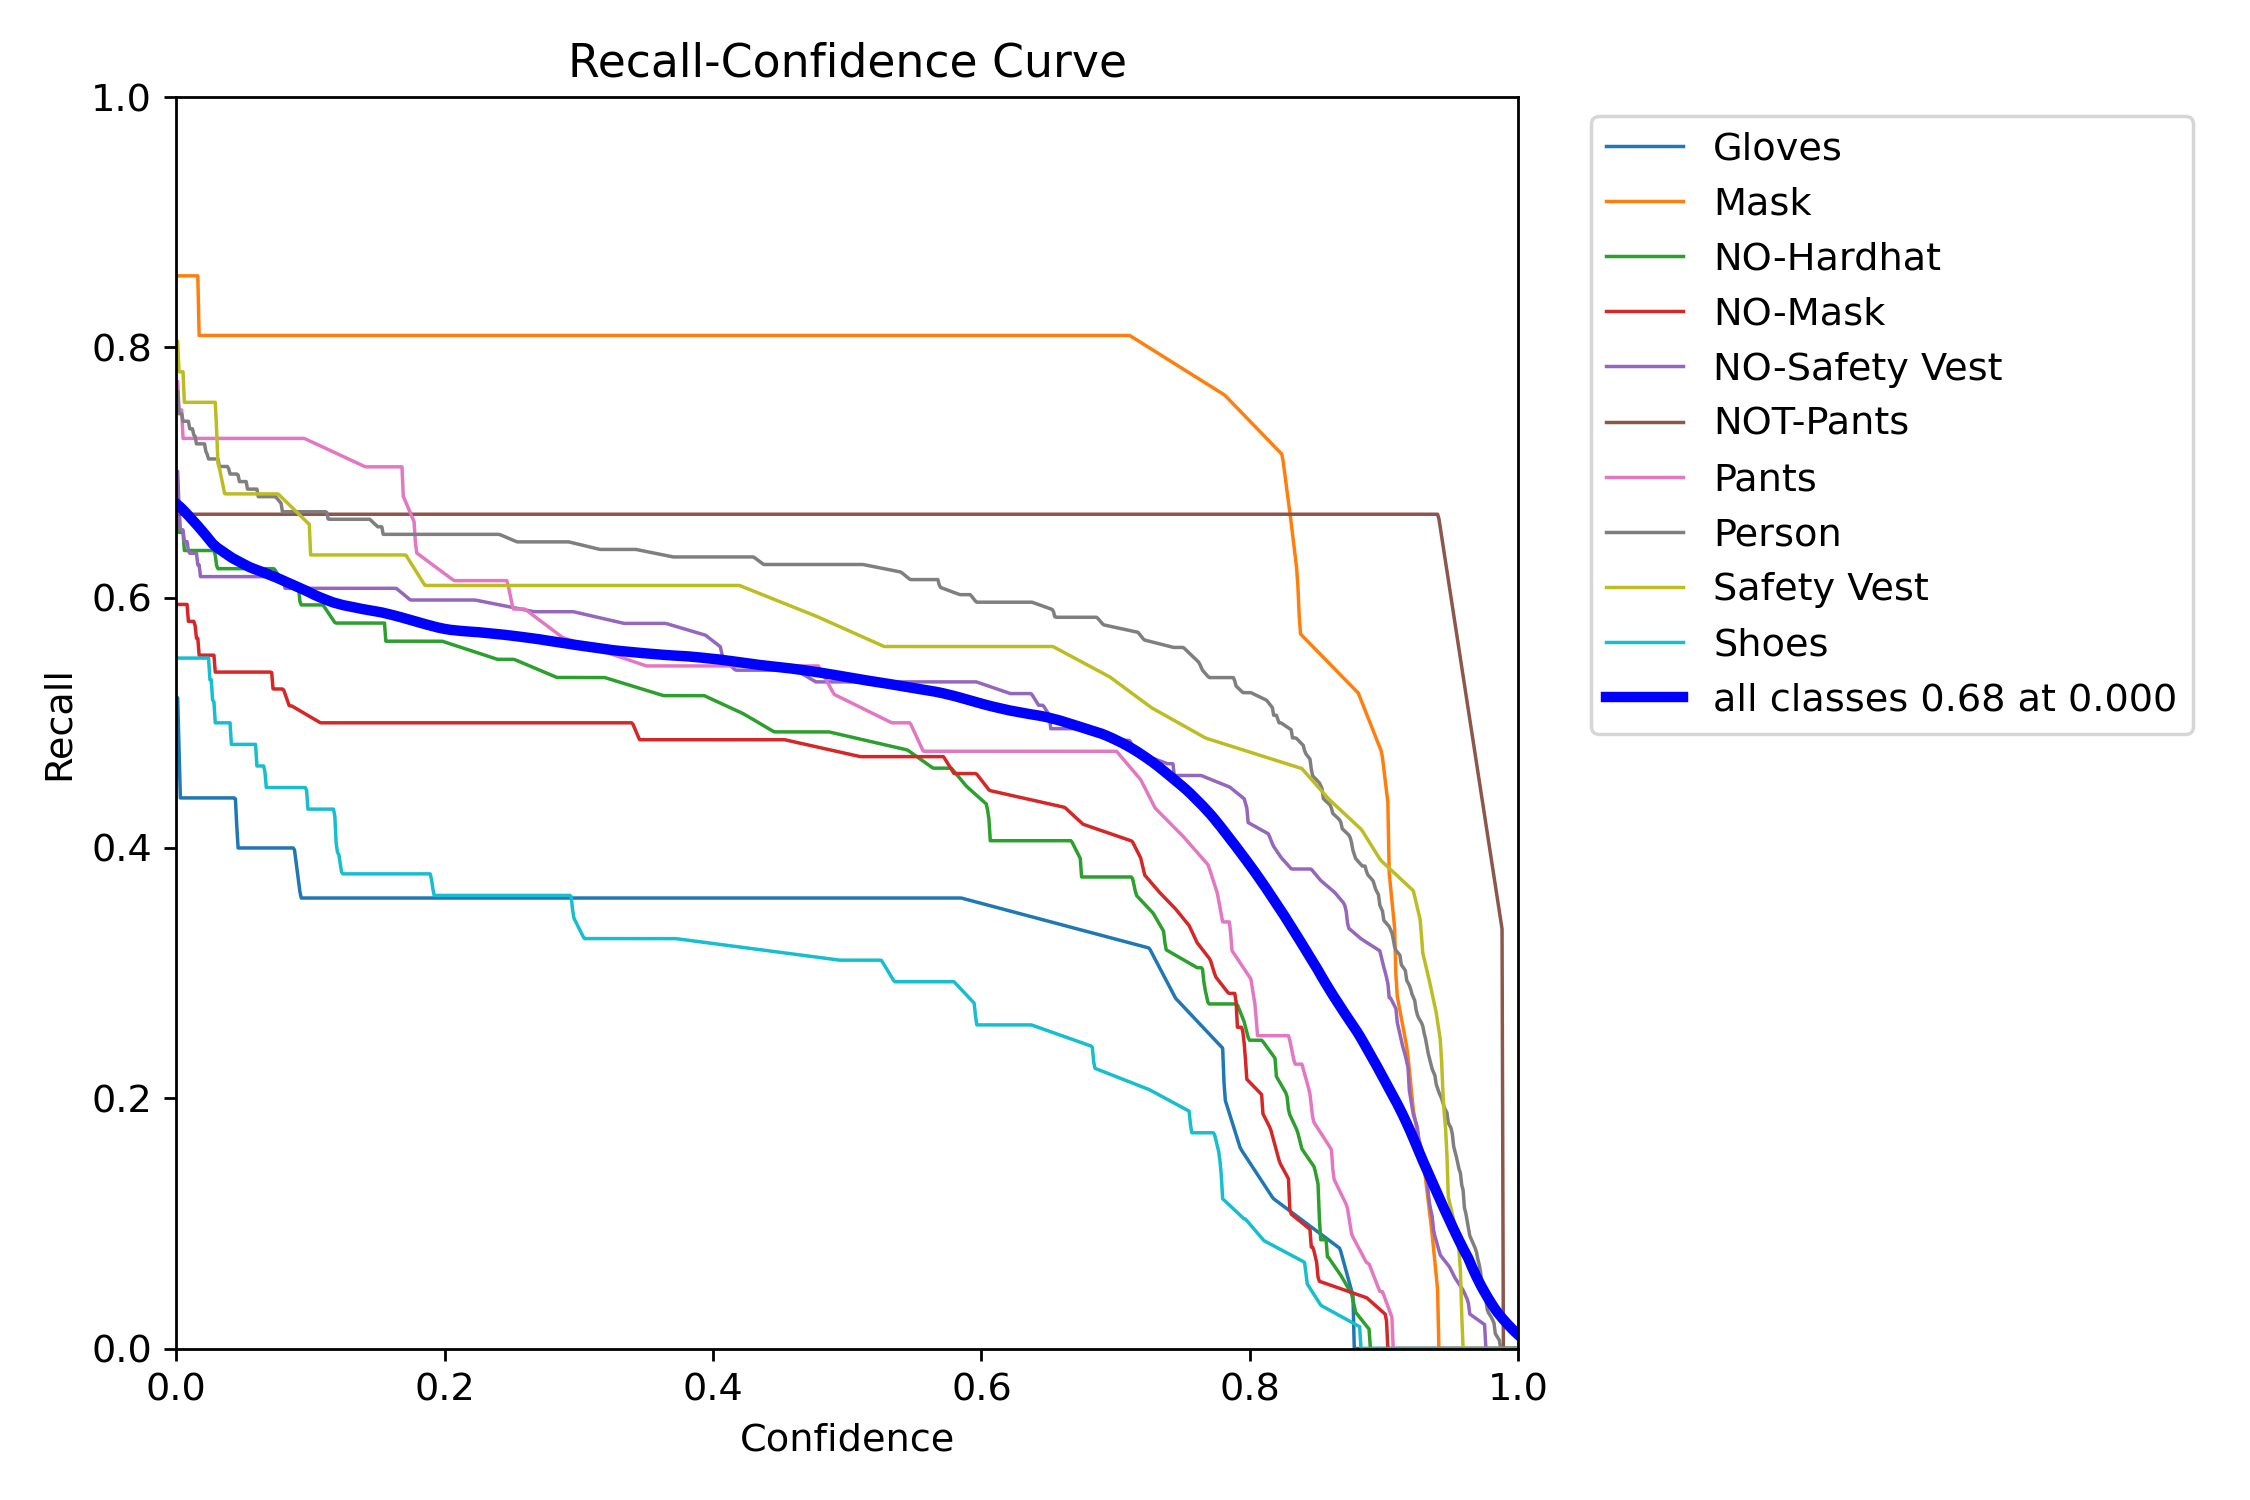 Recall-Confidence Curve
1.0
0.8
0.6
0.4
0.2
0.0
Recall
0.0 0.2 0.4 0.6 0.8 1.0
Confidence
Gloves
Mask
NO-Hardhat
NO-Mask
NO-Safety Vest
NOT-Pants
Pants
Person
Safety Vest
Shoes
all classes 0.68 at 0.000